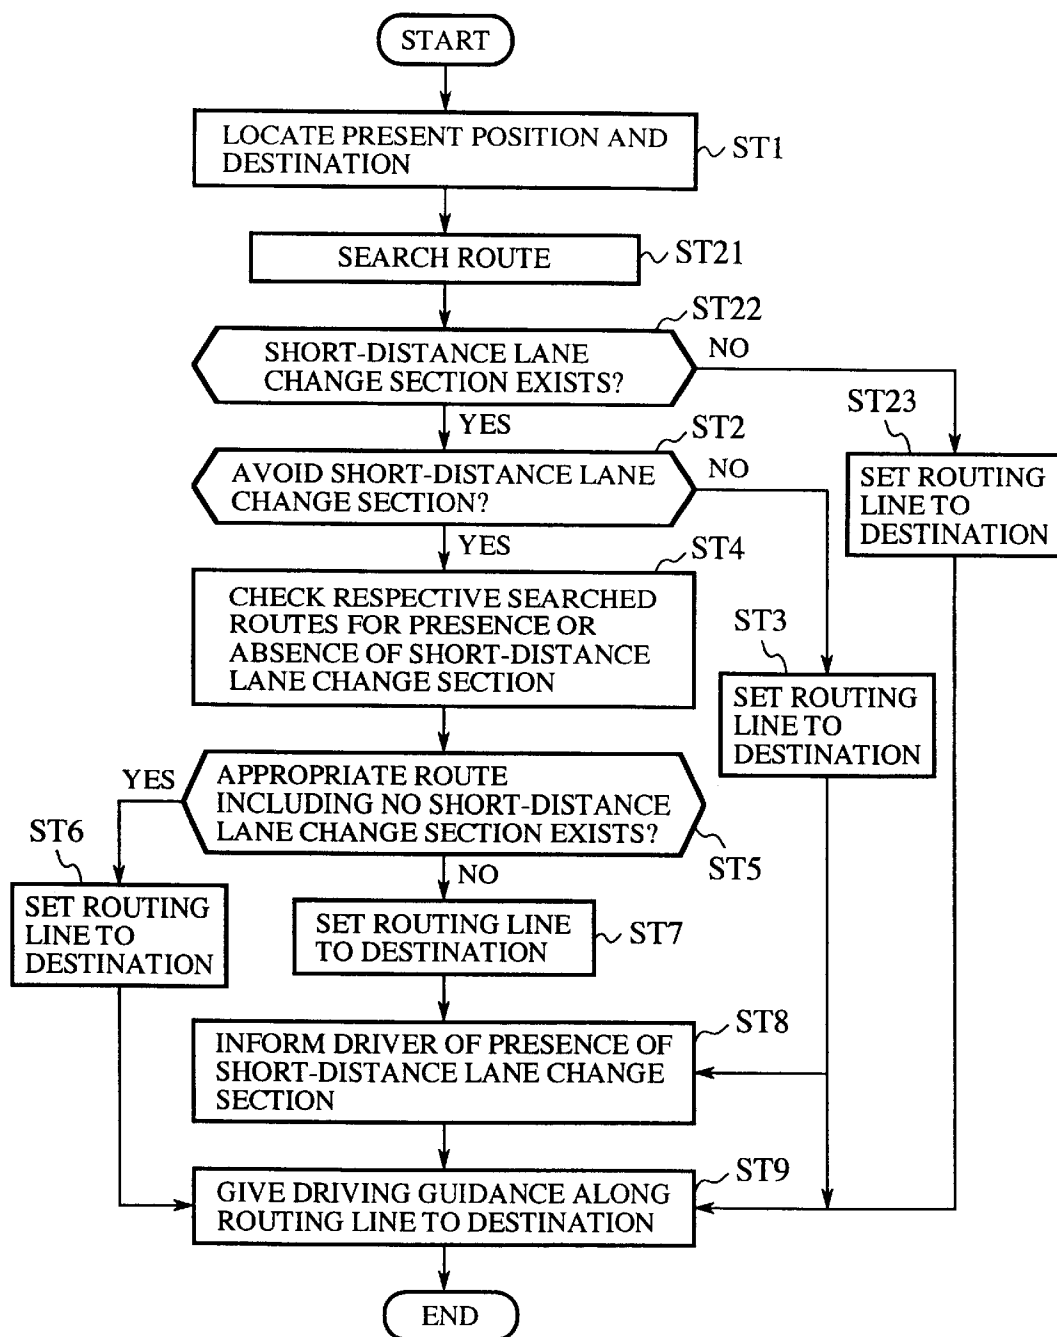 START
LOCATE PRESENT POSITION AND
DESTINATION
ST1
SEARCH ROUTE
ST21
ST22
SHORT-DISTANCE LANE
CHANGE SECTION EXISTS?
NO
YES
ST23
SET ROUTING
LINE TO
DESTINATION
ST2
AVOID SHORT-DISTANCE LANE
CHANGE SECTION?
NO
YES
ST4
CHECK RESPECTIVE SEARCHED
ROUTES FOR PRESENCE OR
ABSENCE OF SHORT-DISTANCE
LANE CHANGE SECTION
ST3
SET ROUTING
LINE TO
DESTINATION
YES
APPROPRIATE ROUTE
INCLUDING NO SHORT-DISTANCE
LANE CHANGE SECTION EXISTS?
ST5
NO
ST6
SET ROUTING
LINE TO
DESTINATION
SET ROUTING LINE
TO DESTINATION
ST7
ST8
INFORM DRIVER OF PRESENCE OF
SHORT-DISTANCE LANE CHANGE
SECTION
ST9
GIVE DRIVING GUIDANCE ALONG
ROUTING LINE TO DESTINATION
END